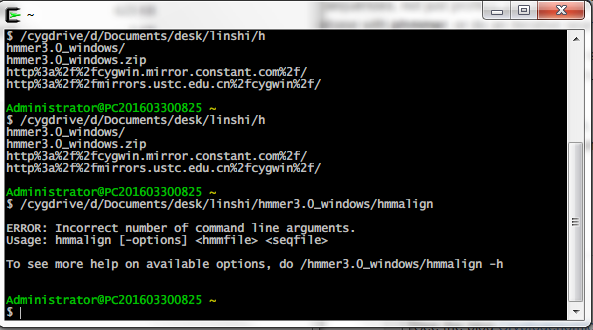 ~
$ /cygdrive/d/Documents/desk/linshi/h
hmmer3.0_windows/
hmmer3.0_windows.zip
http%3a%2f%2fcygwin.mirror.constant.com%2f/
http%3a%2f%2fmirrors.ustc.edu.cn%2fcygwin%2f/
Administrator@PC201603300825 ~
$ /cygdrive/d/Documents/desk/linshi/h
hmmer3.0_windows/
hmmer3.0_windows.zip
http%3a%2f%2fcygwin.mirror.constant.com%2f/
http%3a%2f%2fmirrors.ustc.edu.cn%2fcygwin%2f/
Administrator@PC201603300825 ~
$ /cygdrive/d/Documents/desk/linshi/hmmer3.0_windows/hmmalign
ERROR: Incorrect number of command line arguments.
Usage: hmmalign [-options] <hmmfile> <seqfile>
To see more help on available options, do /hmmer3.0_windows/hmmalign -h
Administrator@PC201603300825 ~
$